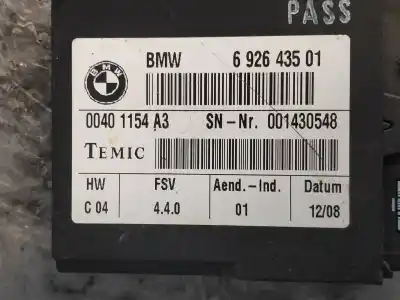 PASS
BMW
BMW 6 926 435 01
0040 1154 A3 SN-Nr. 001430548
TEMIC
HW FSV Aend.-Ind. Datum
C 04 4.4.0 01 12/08